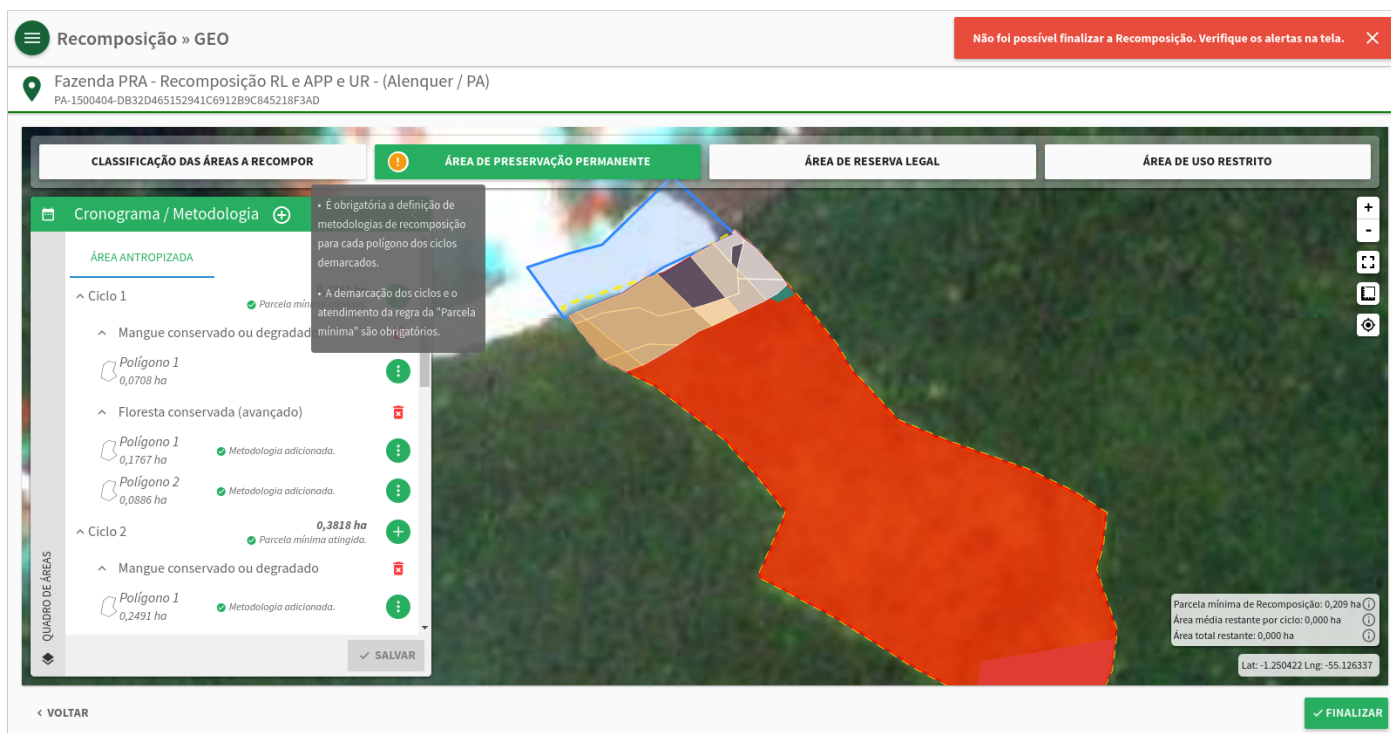 Recomposição » GEO
Não foi possível finalizar a Recomposição. Verifique os alertas na tela.
Fazenda PRA - Recomposição RL e APP e UR - (Alenquer / PA)
PA-1500404-DB32D465152941C6912B9C845218F3AD
CLASSIFICAÇÃO DAS ÁREAS A RECOMPOR
ÁREA DE PRESERVAÇÃO PERMANENTE
ÁREA DE RESERVA LEGAL
ÁREA DE USO RESTRITO
Cronograma / Metodologia
• É obrigatória a definição de
metodologias de recomposição
para cada polígono dos ciclos
demarcados.
• A demarcação dos ciclos e o
atendimento da regra da "Parcela
mínima" são obrigatórios.
ÁREA ANTROPIZADA
Ciclo 1
Parcela
Mangue conservado ou
Polígono 1
0,0708 ha
Floresta conservada (avançado)
Polígono 1
0,1767 ha
Metodologia adicionada.
Polígono 2
0,0886 ha
Metodologia adicionada.
Ciclo 2
0,3818 ha
Parcela mínima atingida.
Mangue conservado ou degradado
Polígono 1
0,2491 ha
Metodologia adicionada.
QUADRO DE ÁREAS
SALVAR
+
-
Parcela mínima de Recomposição: 0,209 ha
Área média restante por ciclo: 0,000 ha
Área total restante: 0,000 ha
Lat: -1.250422 Lng: -55.126337
VOLTAR
FINALIZAR